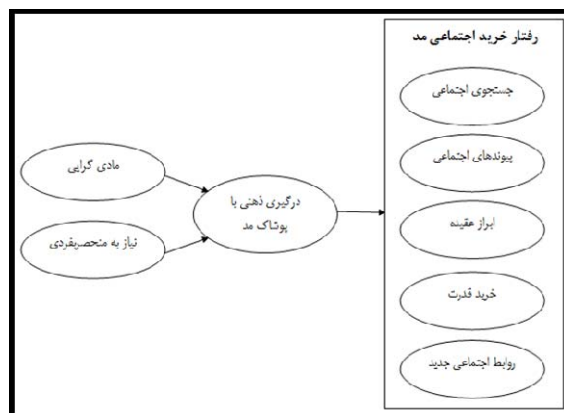 رفتار خرید اجتماعی مد
جستجوی اجتماعی
پیوندهای اجتماعی
ابراز عقیده
خرید قدرت
روابط اجتماعی جدید
درگیری ذهنی با
پوشاک مد
مادی گرایی
نیاز به منحصربفردی